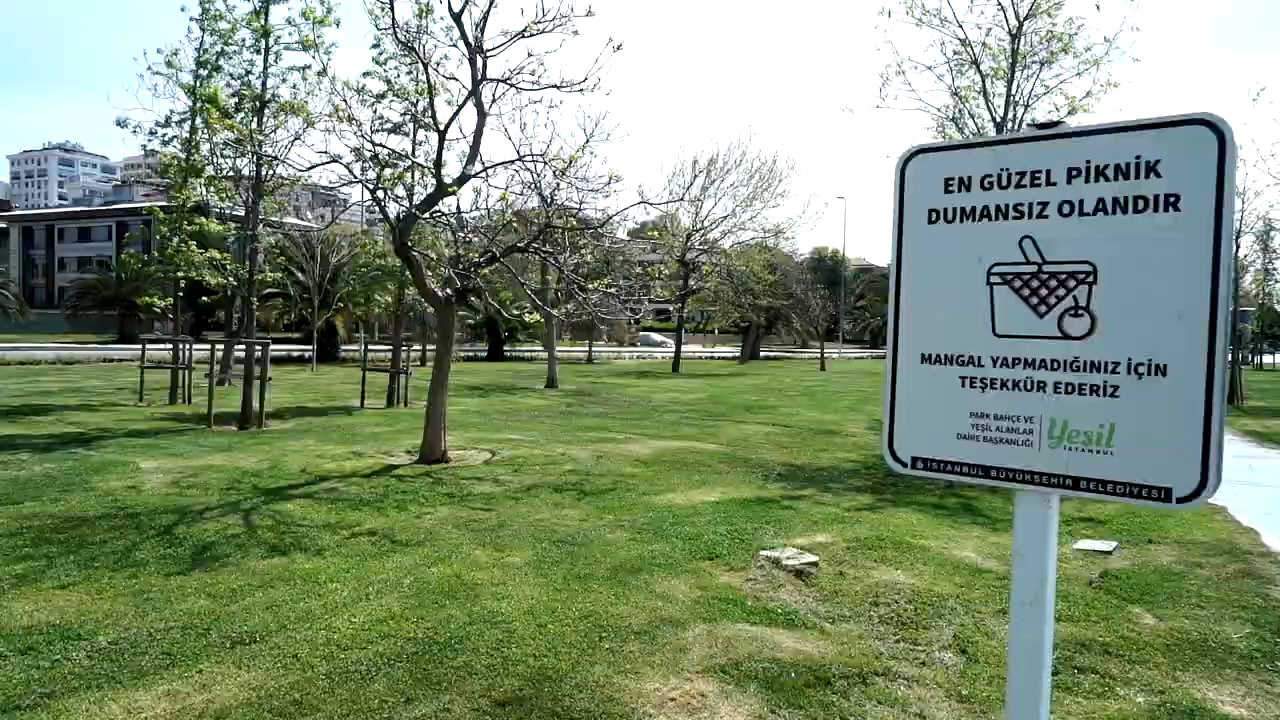 EN GÜZEL PİKNİK
DUMANSIZ OLANDIR
MANGAL YAPMADIĞINIZ İÇİN
TEŞEKKÜR EDERİZ
PARK BAHÇE VE
YEŞİL ALANLAR
DAİRE BAŞKANLIĞI
Yeşil
İSTANBUL
İSTANBUL BÜYÜKŞEHİR BELEDİYESİ